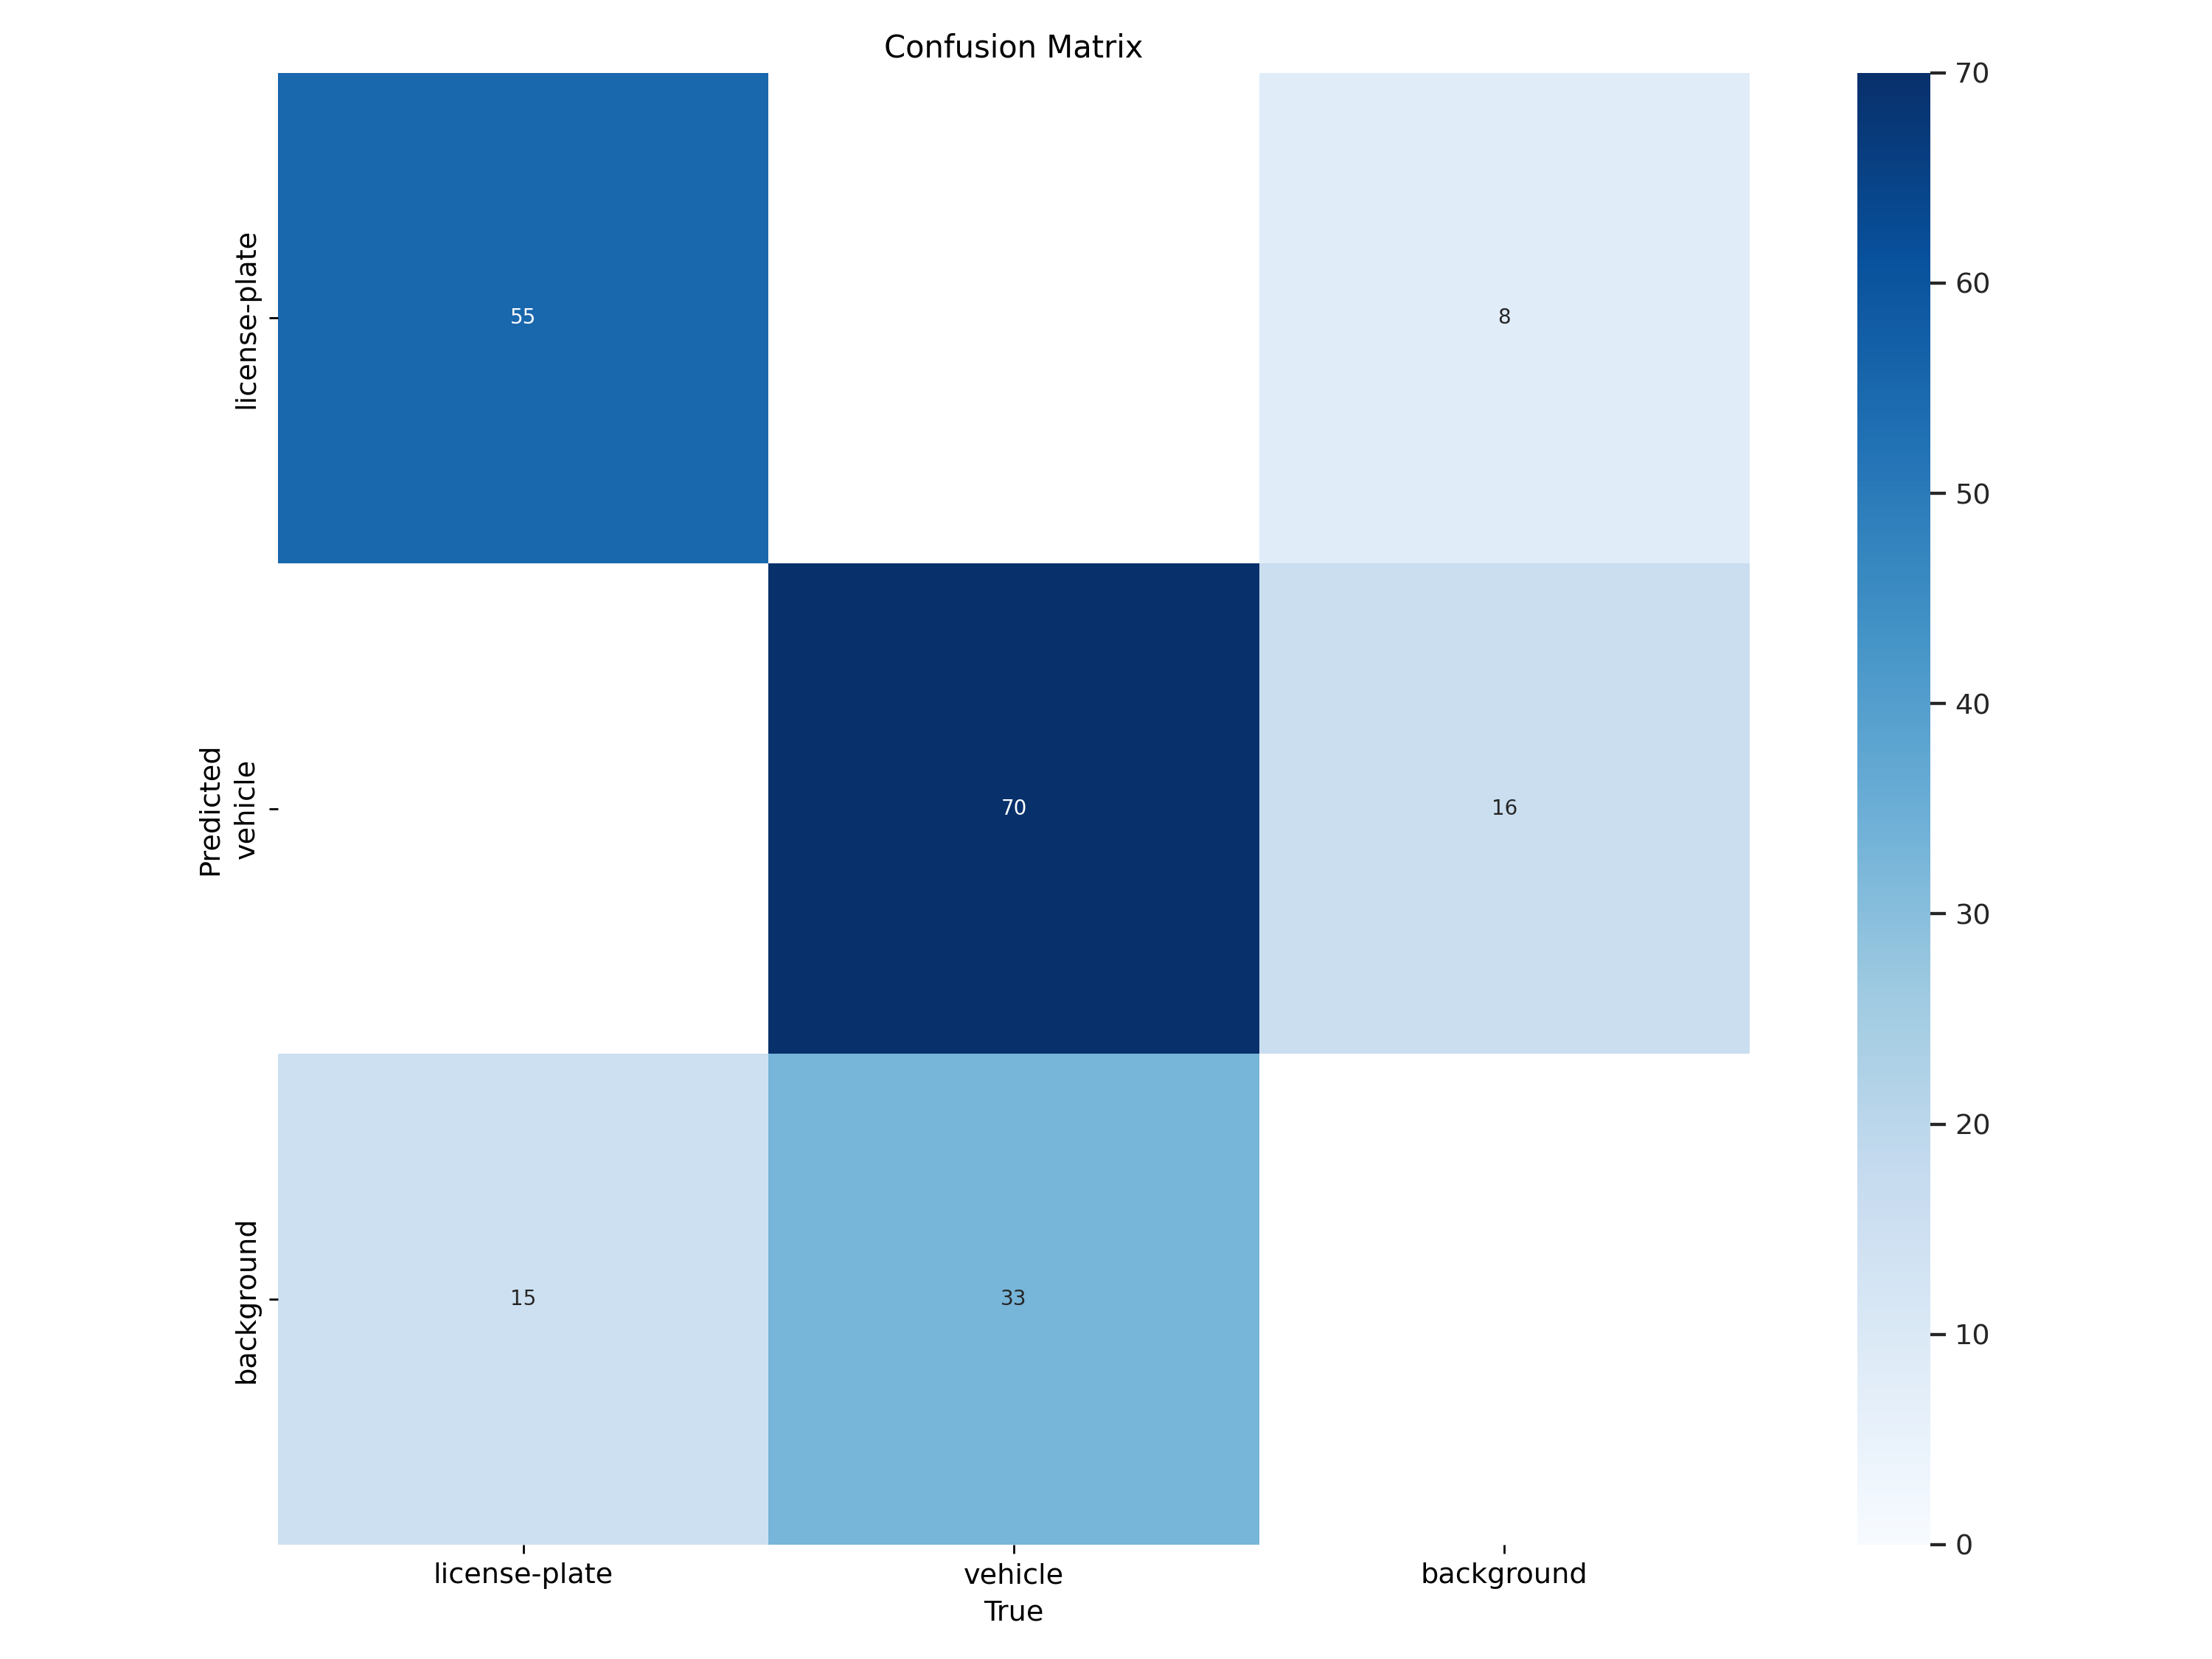 Confusion Matrix
license-plate
55
8
Predicted
vehicle
70
16
background
15
33
license-plate
vehicle
background
True
70
60
50
40
30
20
10
0